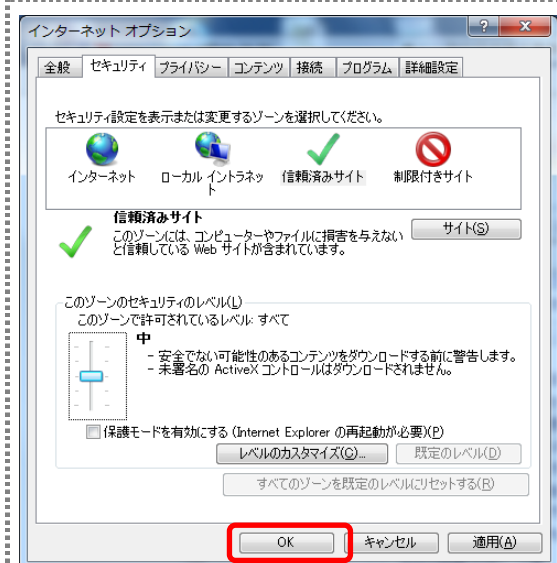 インターネット オプション
全般 セキュリティ プライバシー コンテンツ 接続 プログラム 詳細設定
セキュリティ設定を表示または変更するゾーンを選択してください。
インターネット ローカル イントラネッ 信頼済みサイト 制限付きサイト
ト
信頼済みサイト
サイト(S)
このゾーンには、コンピューターやファイルに損害を与えない
と信頼している Web サイトが含まれています。
このゾーンのセキュリティのレベル(L)
このゾーンで許可されているレベル: すべて
中
- 安全でない可能性のあるコンテンツをダウンロードする前に警告します。
- 未署名の ActiveX コントロールはダウンロードされません。
保護モードを有効にする (Internet Explorer の再起動が必要)(P)
レベルのカスタマイズ(C)... 既定のレベル(D)
すべてのゾーンを既定のレベルにリセットする(R)
OK キャンセル 適用(A)